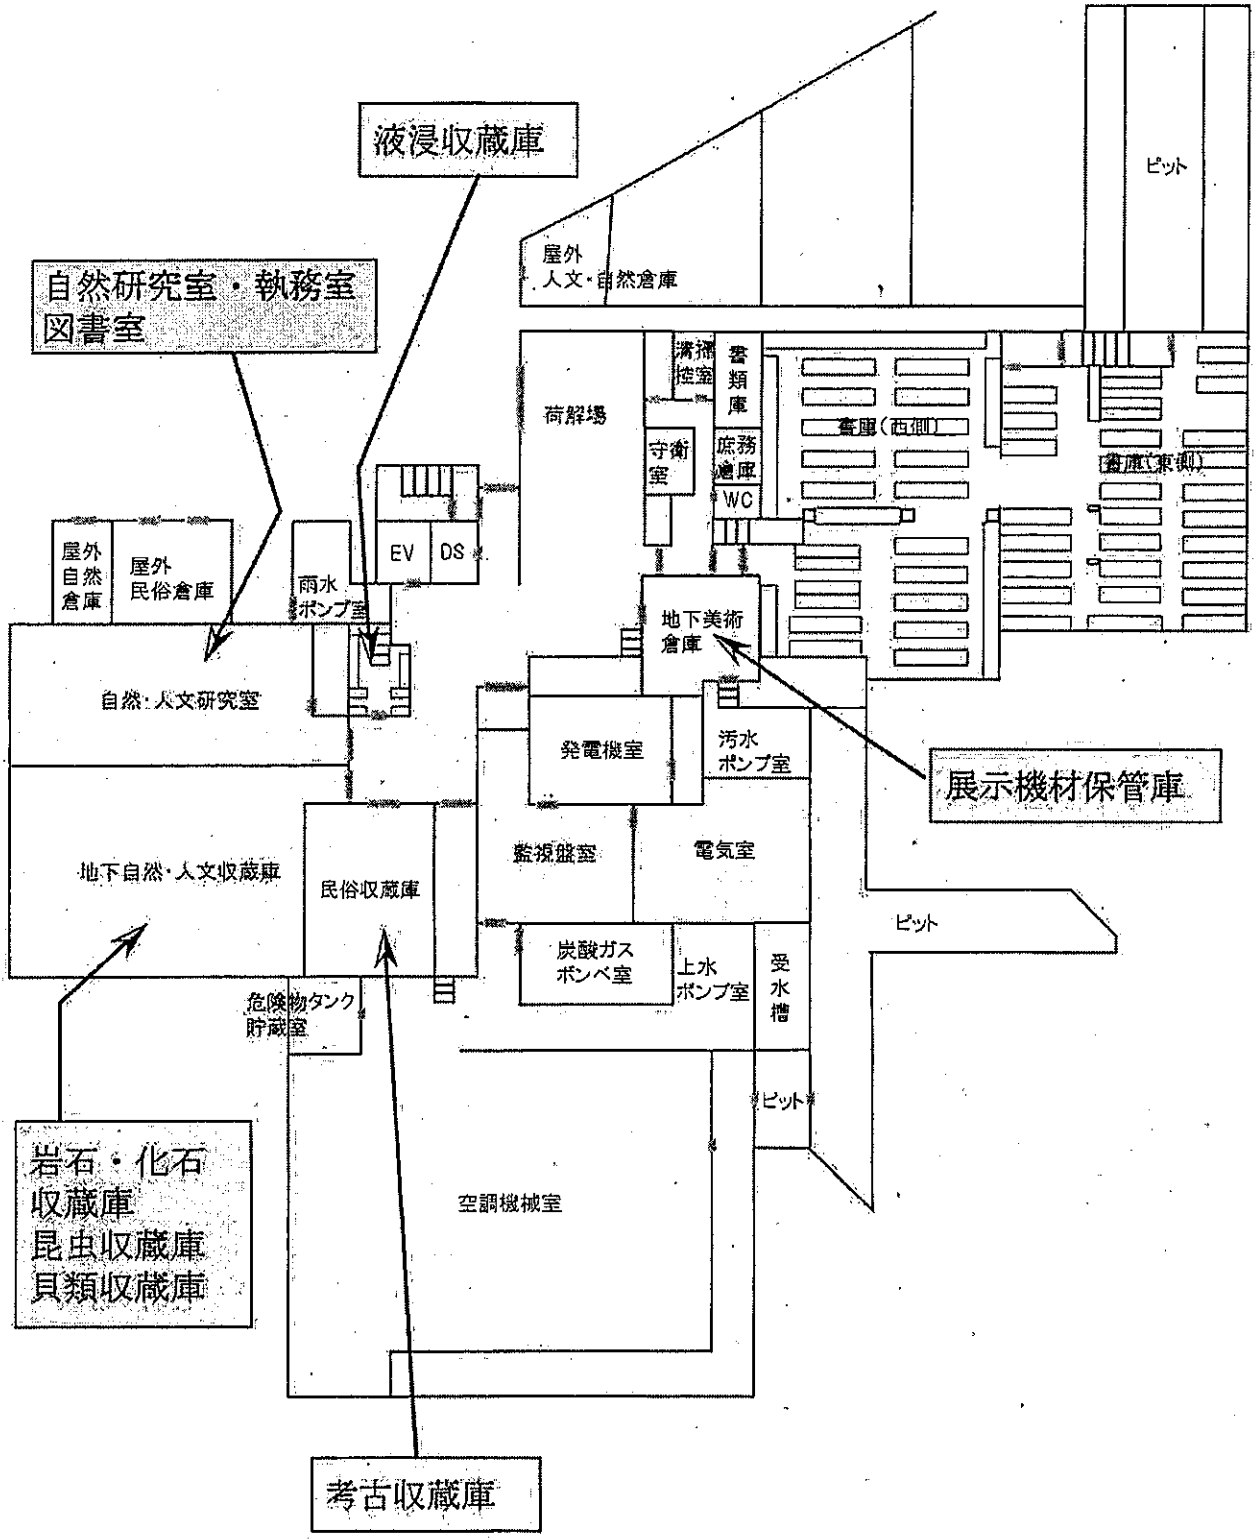 液浸収蔵庫
ピット
屋外
人文・自然倉庫
自然研究室・執務室
図書室
清掃
控室
書類庫
荷解場
書庫(西側)
守衛
室
庶務
倉庫
書庫(東側)
WC
屋外
自然
倉庫
屋外
民俗倉庫
EV
DS
雨水
ポンプ室
地下美術
倉庫
自然・人文研究室
発電機室
汚水
ポンプ室
展示機材保管庫
地下自然・人文収蔵庫
民俗収蔵庫
監視盤室
電気室
ピット
炭酸ガス
ボンベ室
上水
ポンプ室
受水槽
危険物タンク
貯蔵室
ピット
岩石・化石
収蔵庫
昆虫収蔵庫
貝類収蔵庫
空調機械室
考古収蔵庫